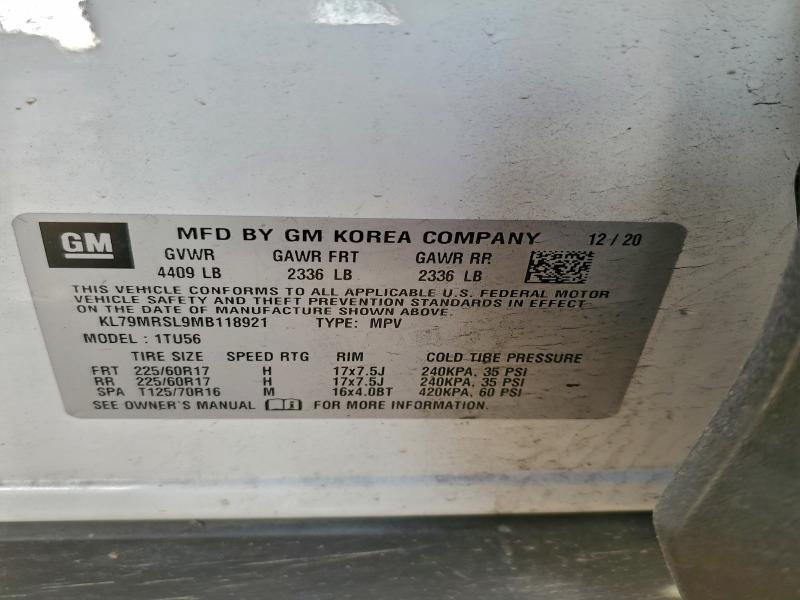 GM MFD BY GM KOREA COMPANY 12/20
GVWR GAWR FRT GAWR RR
4409 LB 2336 LB 2336 LB
THIS VEHICLE CONFORMS TO ALL APPLICABLE U.S. FEDERAL MOTOR
VEHICLE SAFETY AND THEFT PREVENTION STANDARDS IN EFFECT
ON THE DATE OF MANUFACTURE SHOWN ABOVE.
KL79MRSL9MB118921 TYPE: MPV
MODEL : 1TU56
TIRE SIZE SPEED RTG RIM COLD TIRE PRESSURE
FRT 225/60R17 H 17x7.5J 240KPA, 35 PSI
RR 225/60R17 H 17x7.5J 240KPA, 35 PSI
SPA T125/70R16 M 16x4.0BT 420KPA, 60 PSI
SEE OWNER'S MANUAL FOR MORE INFORMATION.